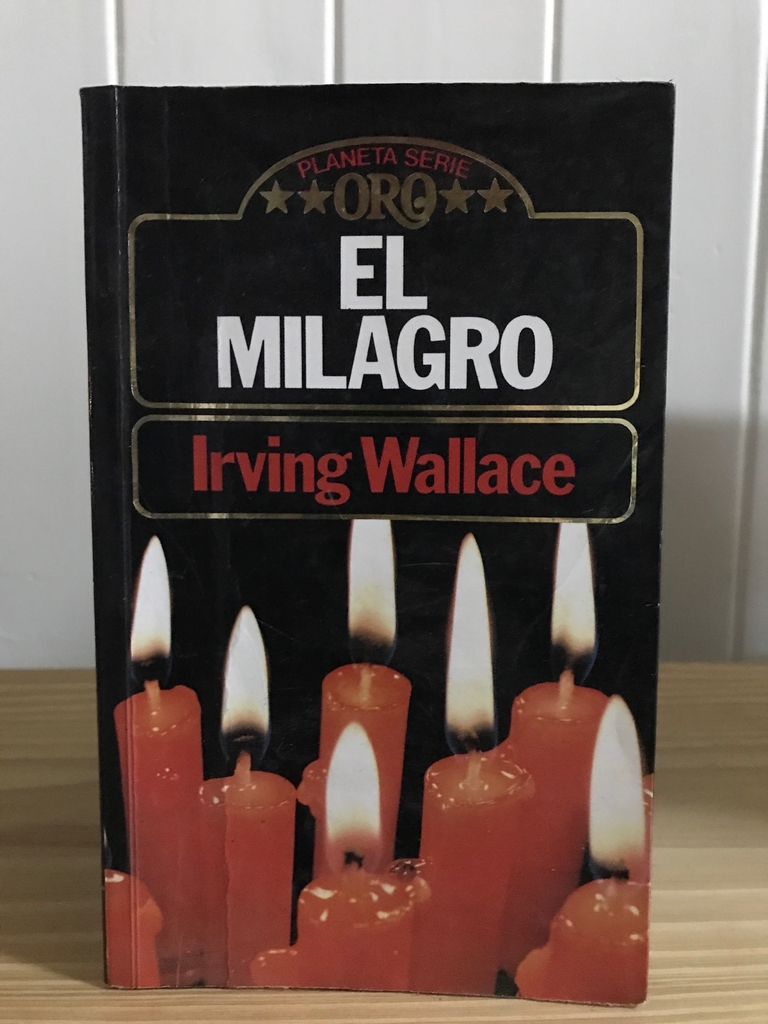 PLANETA SERIE
ORO
EL
MILAGRO
Irving Wallace